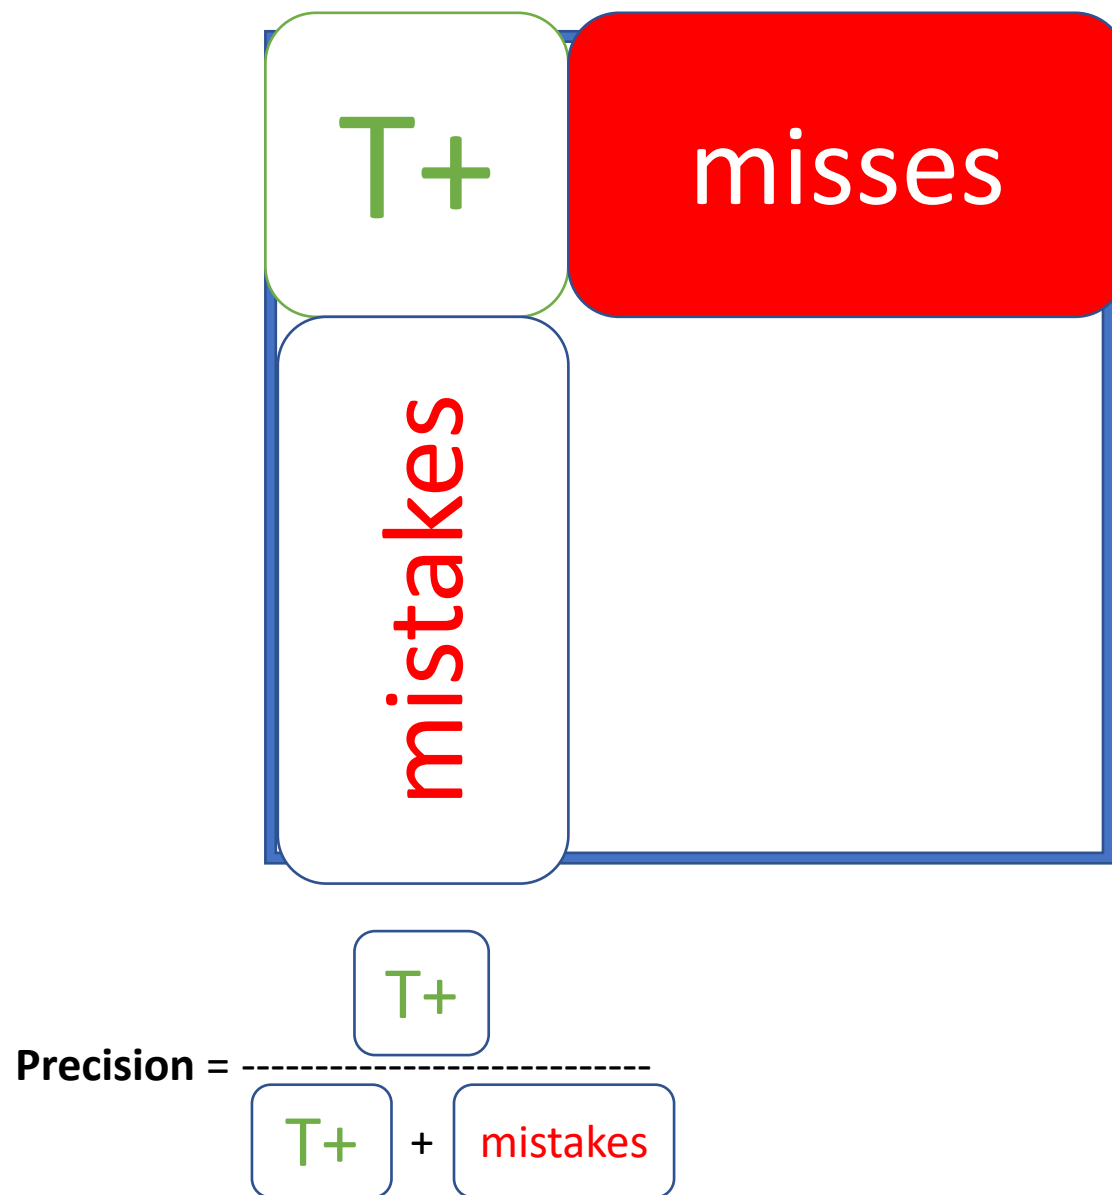 T+
misses
mistakes
T+
Precision = ----------------------------
T+ + mistakes